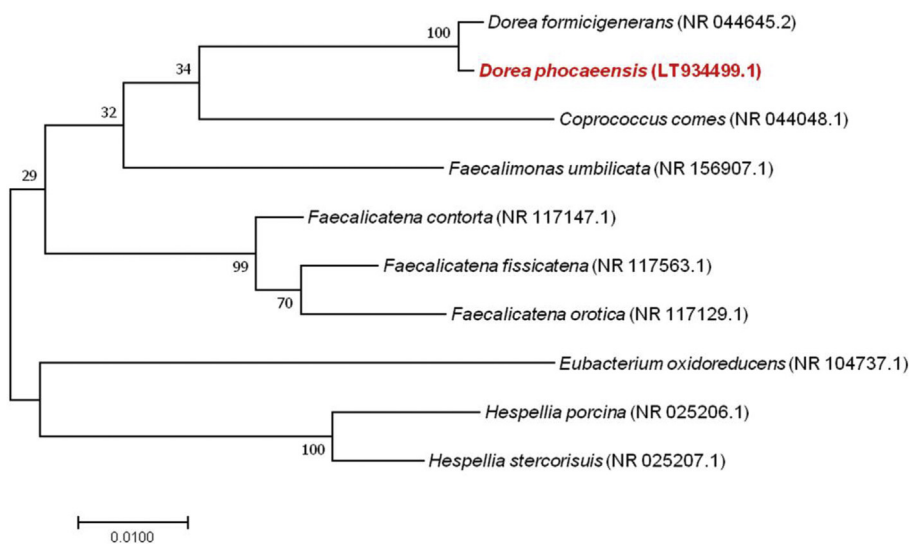 Dorea formicigenerans (NR 044645.2)
100
Dorea phocaeensis (LT934499.1)
34
Coprococcus comes (NR 044048.1)
32
Faecalimonas umbilicata (NR 156907.1)
29
Faecalicatena contorta (NR 117147.1)
99
Faecalicatena fissicatena (NR 117563.1)
70
Faecalicatena orotica (NR 117129.1)
Eubacterium oxidoreducens (NR 104737.1)
Hespellia porcina (NR 025206.1)
100
Hespellia stercorisuis (NR 025207.1)
0.0100